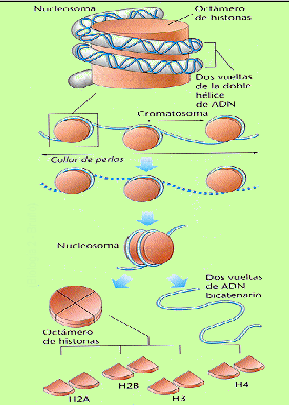 Nucleosoma
Octámero
de histonas
Dos vueltas
de la doble
hélice
de ADN
Cromatosoma
Collar de perlas
Nucleosoma
Dos vueltas
de ADN
bicatenario
Octámero
de histonas
H2A
H2B
H3
H4